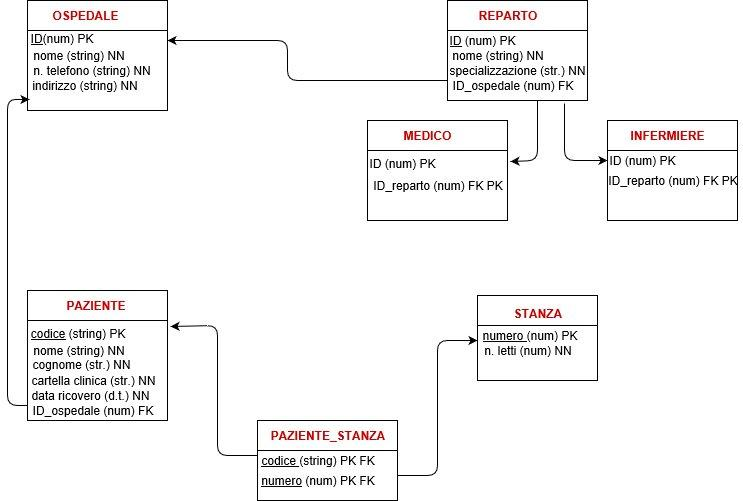 OSPEDALE
ID(num) PK
nome (string) NN
n. telefono (string) NN
indirizzo (string) NN
REPARTO
ID (num) PK
nome (string) NN
specializzazione (str.) NN
ID_ospedale (num) FK
MEDICO
ID (num) PK
ID_reparto (num) FK PK
INFERMIERE
ID (num) PK
ID_reparto (num) FK PK
PAZIENTE
codice (string) PK
nome (string) NN
cognome (str.) NN
cartella clinica (str.) NN
data ricovero (d.t.) NN
ID_ospedale (num) FK
STANZA
numero (num) PK
n. letti (num) NN
PAZIENTE_STANZA
codice (string) PK FK
numero (num) PK FK